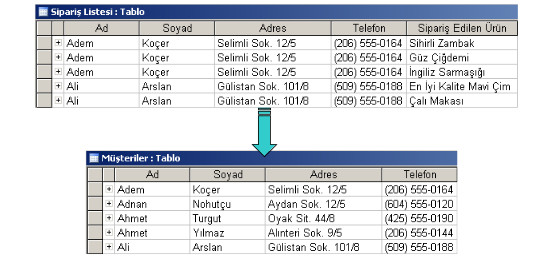 Sipariş Listesi : Tablo
Ad Soyad Adres Telefon Sipariş Edilen Ürün
Adem Koçer Selimli Sok. 12/5 (206) 555-0164 Sihirli Zambak
Adem Koçer Selimli Sok. 12/5 (206) 555-0164 Güz Çiğdemi
Adem Koçer Selimli Sok. 12/5 (206) 555-0164 İngiliz Sarmaşığı
Ali Arslan Gülistan Sok. 101/8 (509) 555-0188 En İyi Kalite Mavi Çim
Ali Arslan Gülistan Sok. 101/8 (509) 555-0188 Çalı Makası
Müşteriler : Tablo
Ad Soyad Adres Telefon
Adem Koçer Selimli Sok. 12/5 (206) 555-0164
Adnan Nohutçu Aydan Sok. 12/5 (604) 555-0120
Ahmet Turgut Oyak Sit. 44/8 (425) 555-0190
Ahmet Yılmaz Alınteri Sok. 9/5 (206) 555-0144
Ali Arslan Gülistan Sok. 101/8 (509) 555-0188